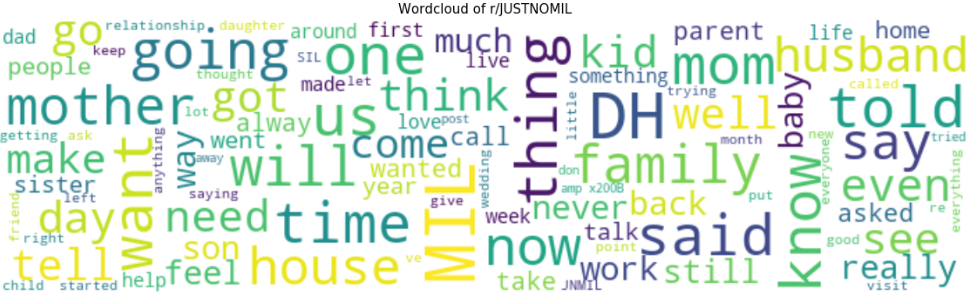 Wordcloud of r/JUSTNOMIL
dad
go
keep
relationship
daughter
around
first
much
kid
parent
life
home
people
going
SIL
one
live
thing
something
mom
husband
thought
made
let
think
trying
called
mother
lot
got
us
love
post
call
little
DH
well
baby
told
getting
ask
want
anything
way
went
alway
come
month
new
everyone
say
tried
make
away
will
wanted
year
MIL
wedding
don
family
know
even
everything
sister
left
saying
give
amp x200B
put
friend
day
need
time
week
never
back
asked
re
right
son
now
talk
said
good
see
tell
feel
house
ve
point
work
still
really
child
started
help
take
JNMIL
visit